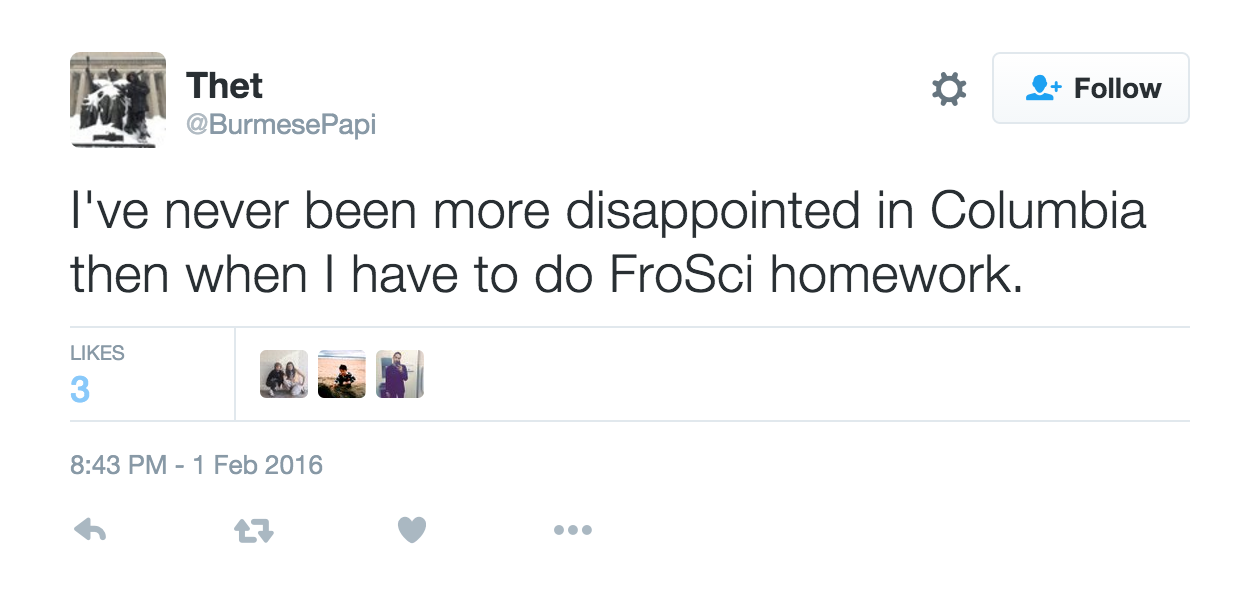 Thet
@BurmesePapi
Follow
I've never been more disappointed in Columbia
then when I have to do FroSci homework.
LIKES
3
8:43 PM - 1 Feb 2016